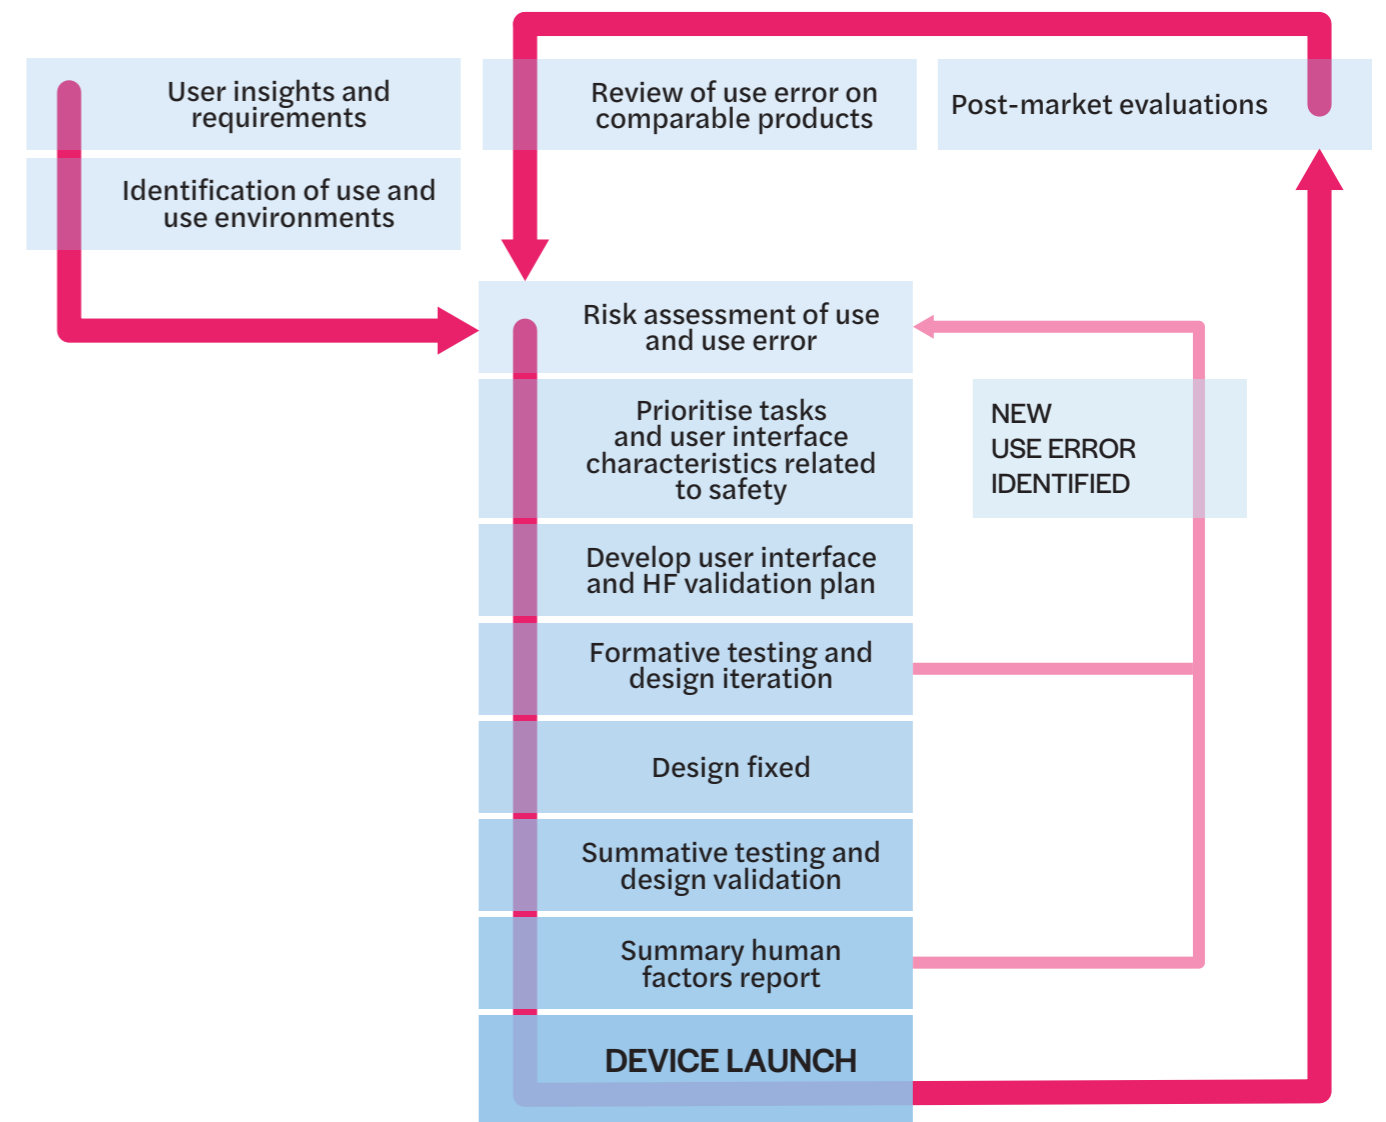 User insights and
requirements
Identification of use and
use environments
Review of use error on
comparable products
Post-market evaluations
Risk assessment of use
and use error
Prioritise tasks
and user interface
characteristics related
to safety
NEW
USE ERROR
IDENTIFIED
Develop user interface
and HF validation plan
Formative testing and
design iteration
Design fixed
Summative testing and
design validation
Summary human
factors report
DEVICE LAUNCH